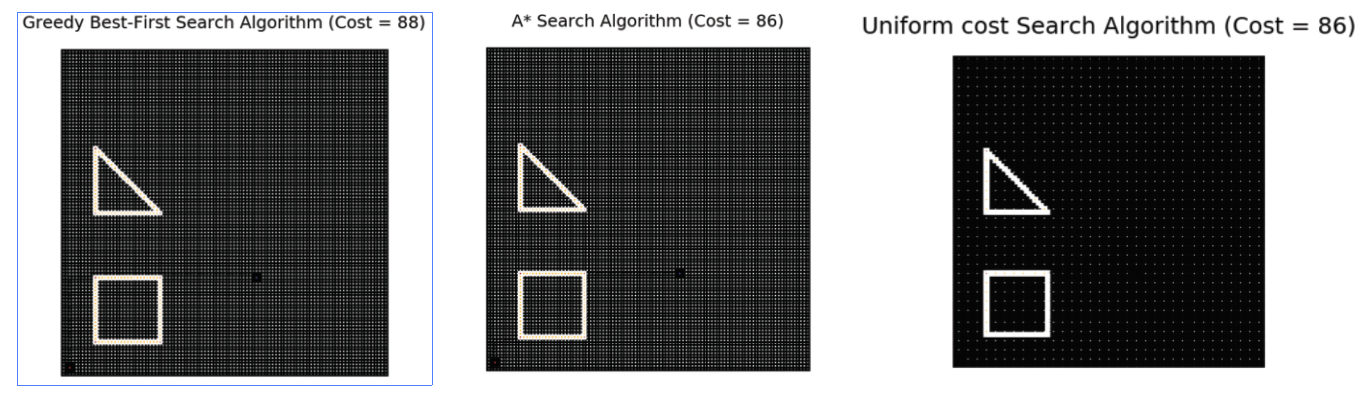 Greedy Best-First Search Algorithm (Cost = 88)
A* Search Algorithm (Cost = 86)
Uniform cost Search Algorithm (Cost = 86)